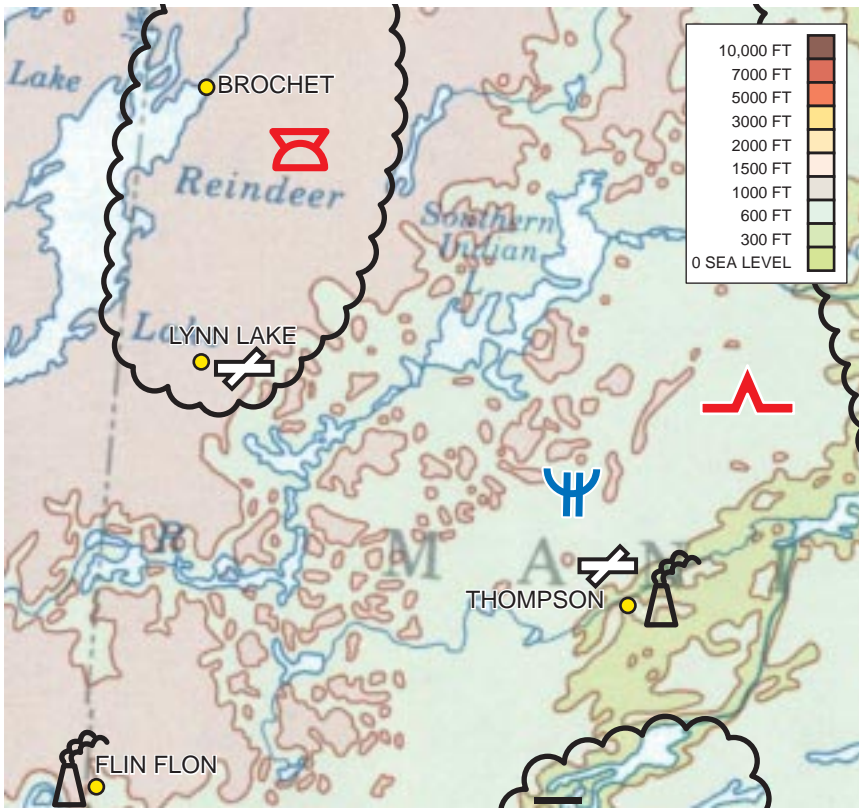 Lake
BROCHET
Reindeer
10,000 FT
7000 FT
5000 FT
3000 FT
2000 FT
1500 FT
1000 FT
600 FT
300 FT
0 SEA LEVEL
Southern
Indian
L
Lake
LYNN LAKE
R
M A N I
THOMPSON
FLIN FLON